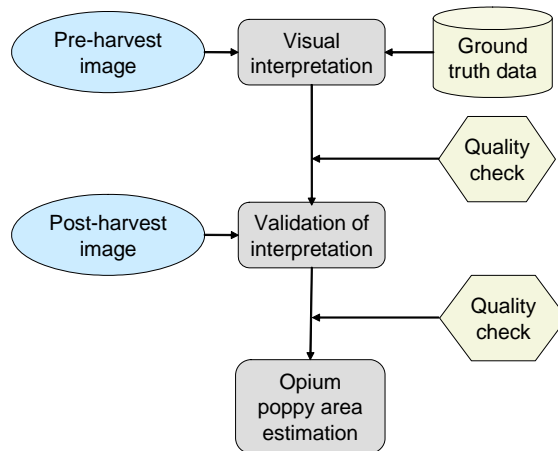 Pre-harvest
image
Visual
interpretation
Ground
truth data
Quality
check
Post-harvest
image
Validation of
interpretation
Quality
check
Opium
poppy area
estimation